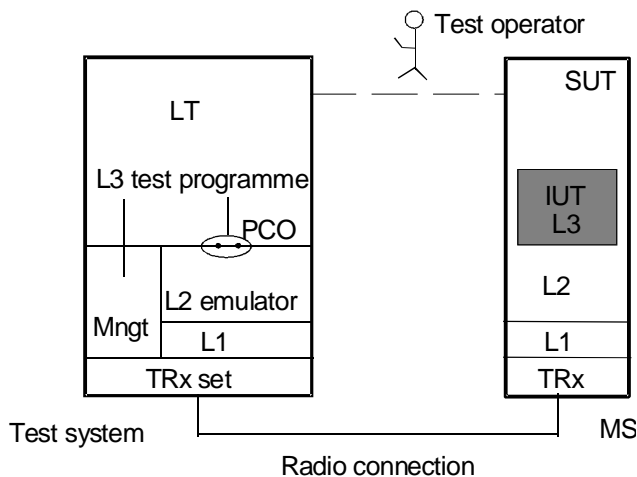 Test operator
LT
SUT
L3 test programme
IUT
L3
PCO
L2 emulator
L2
Mngt
L1
L1
TRx set
TRx
Test system
MS
Radio connection